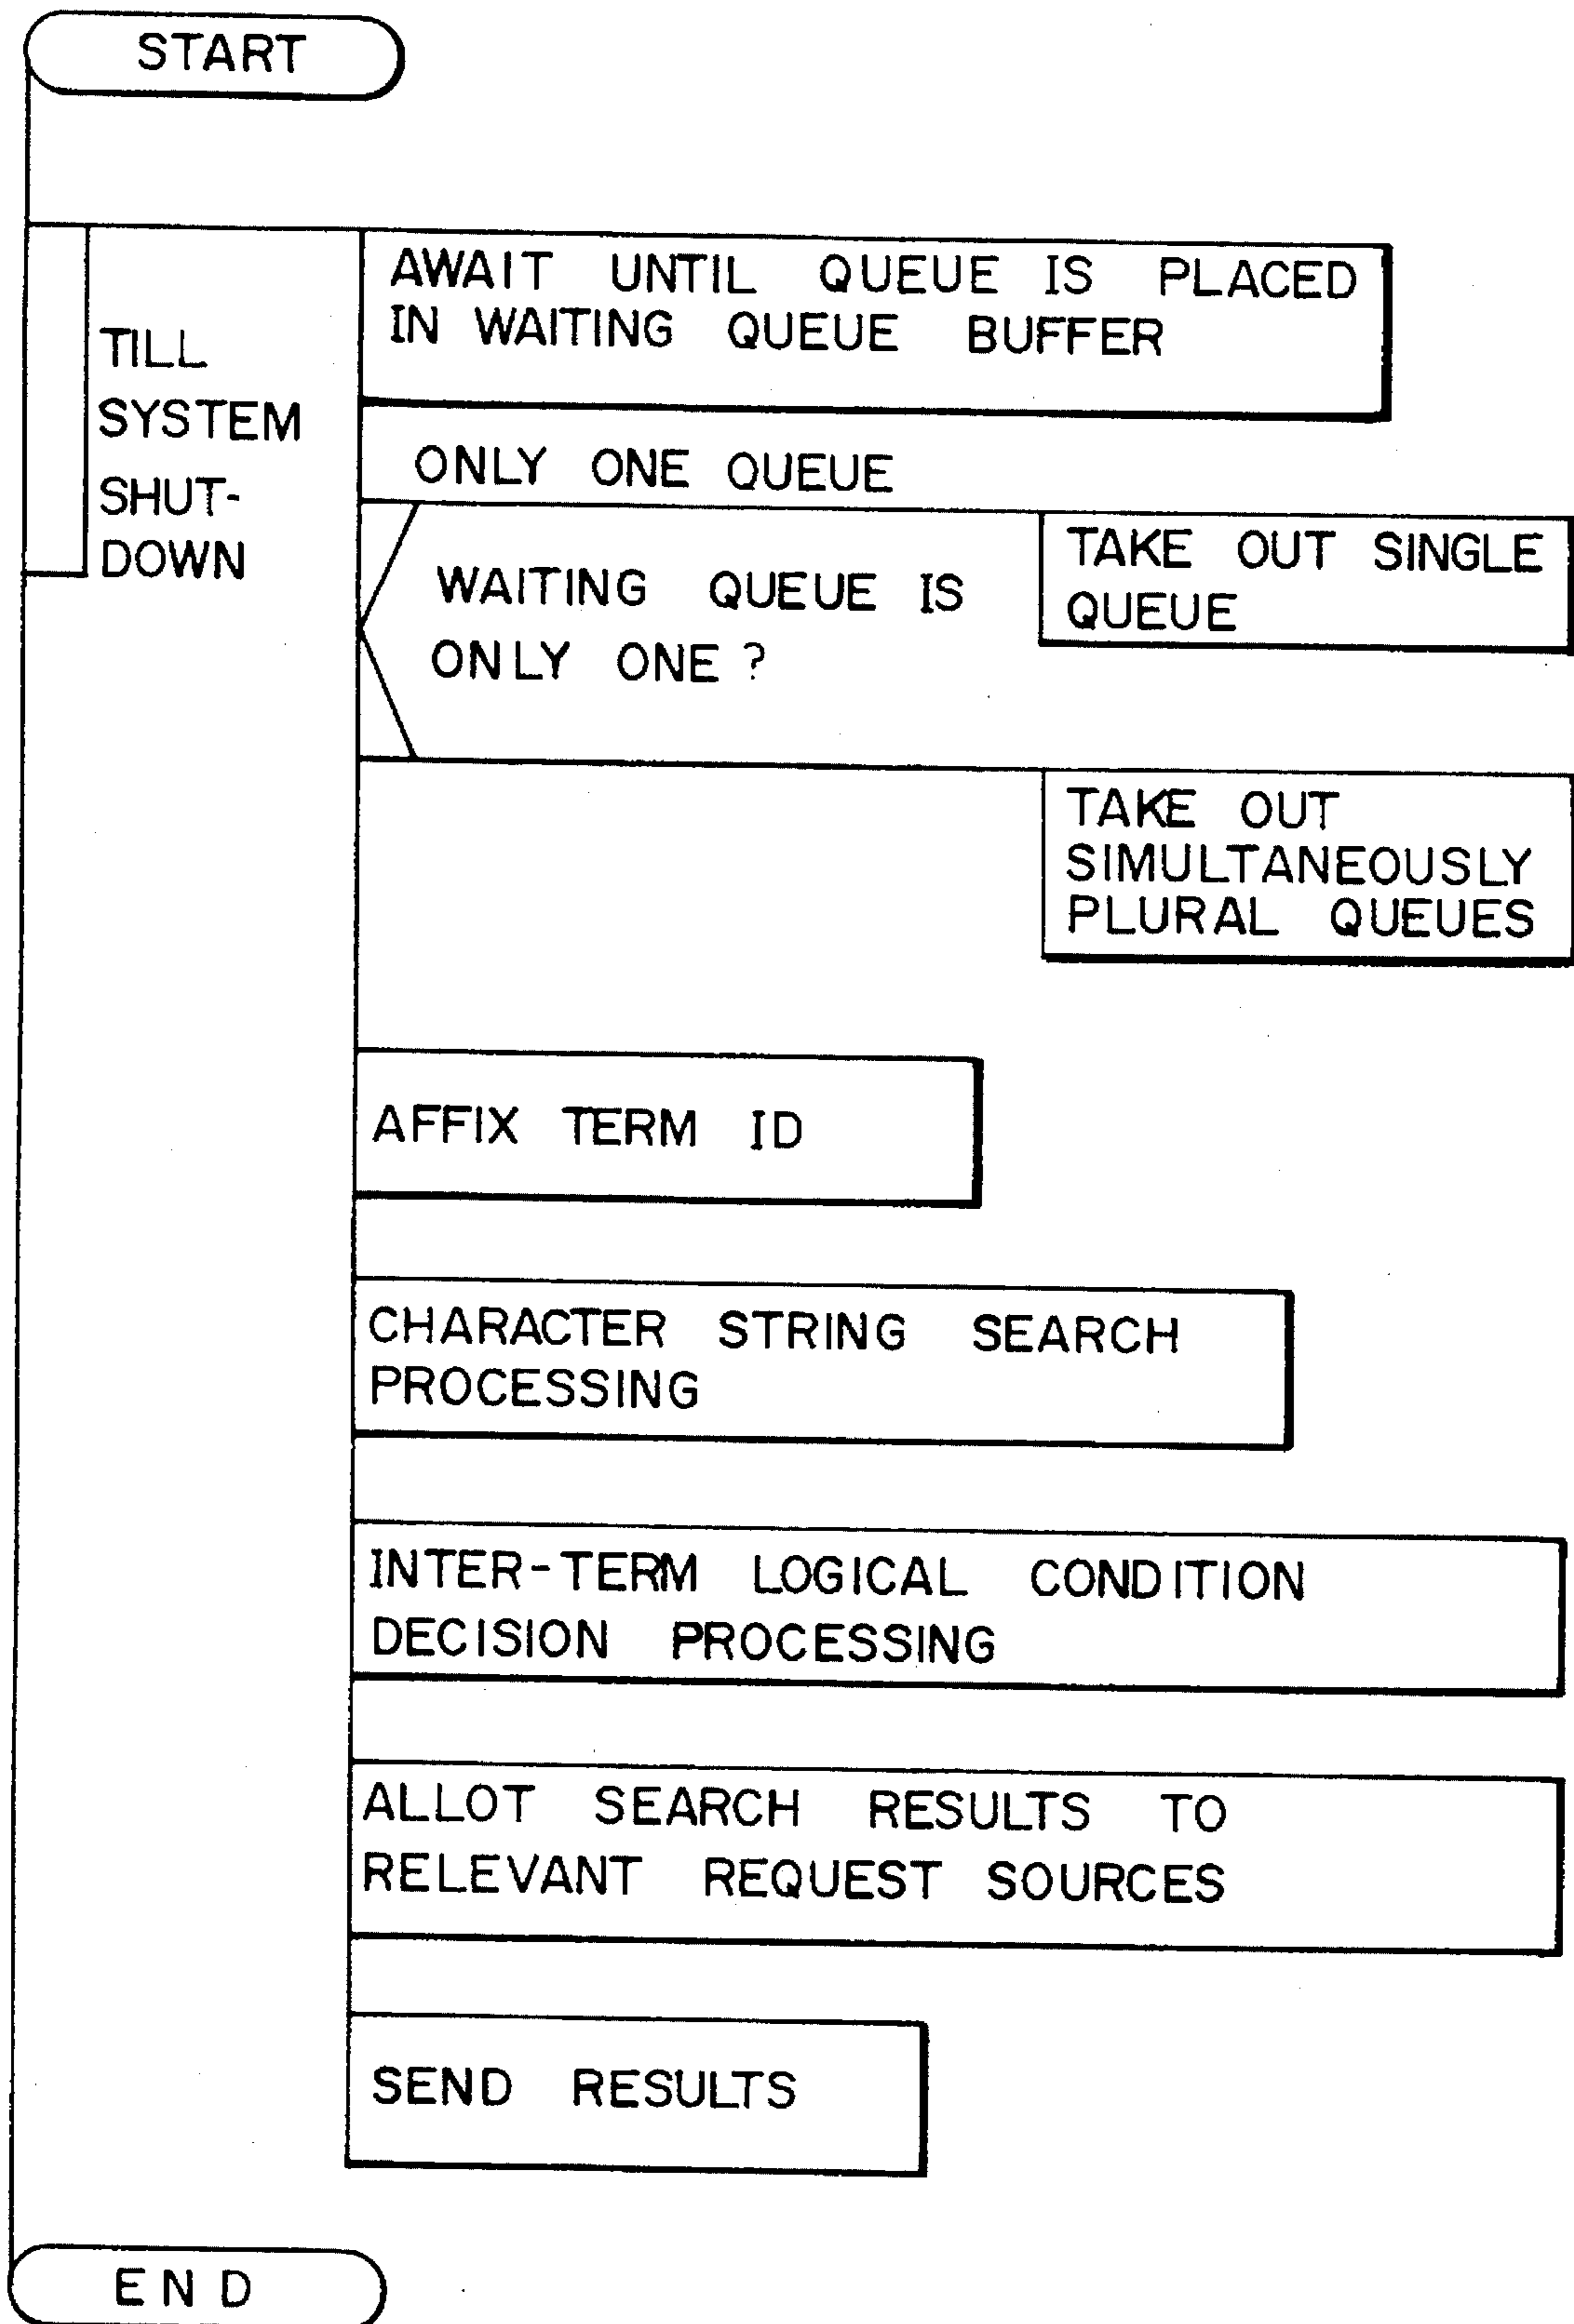 START
AWAIT UNTIL QUEUE IS PLACED
IN WAITING QUEUE BUFFER
TILL
SYSTEM
SHUT-
DOWN
ONLY ONE QUEUE
WAITING QUEUE IS
ONLY ONE ?
TAKE OUT SINGLE
QUEUE
TAKE OUT
SIMULTANEOUSLY
PLURAL QUEUES
AFFIX TERM ID
CHARACTER STRING SEARCH
PROCESSING
INTER-TERM LOGICAL CONDITION
DECISION PROCESSING
ALLOT SEARCH RESULTS TO
RELEVANT REQUEST SOURCES
SEND RESULTS
END